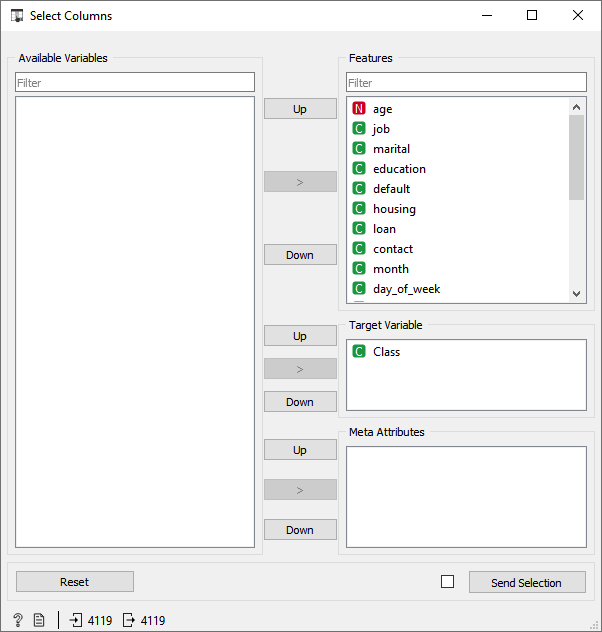 Select Columns
Available Variables
Filter
Up
>
Down
Up
>
Down
Up
>
Down
Features
Filter
N age
C job
C marital
C education
C default
C housing
C loan
C contact
C month
C day_of_week
Target Variable
C Class
Meta Attributes
Reset
Send Selection
? 4119 4119